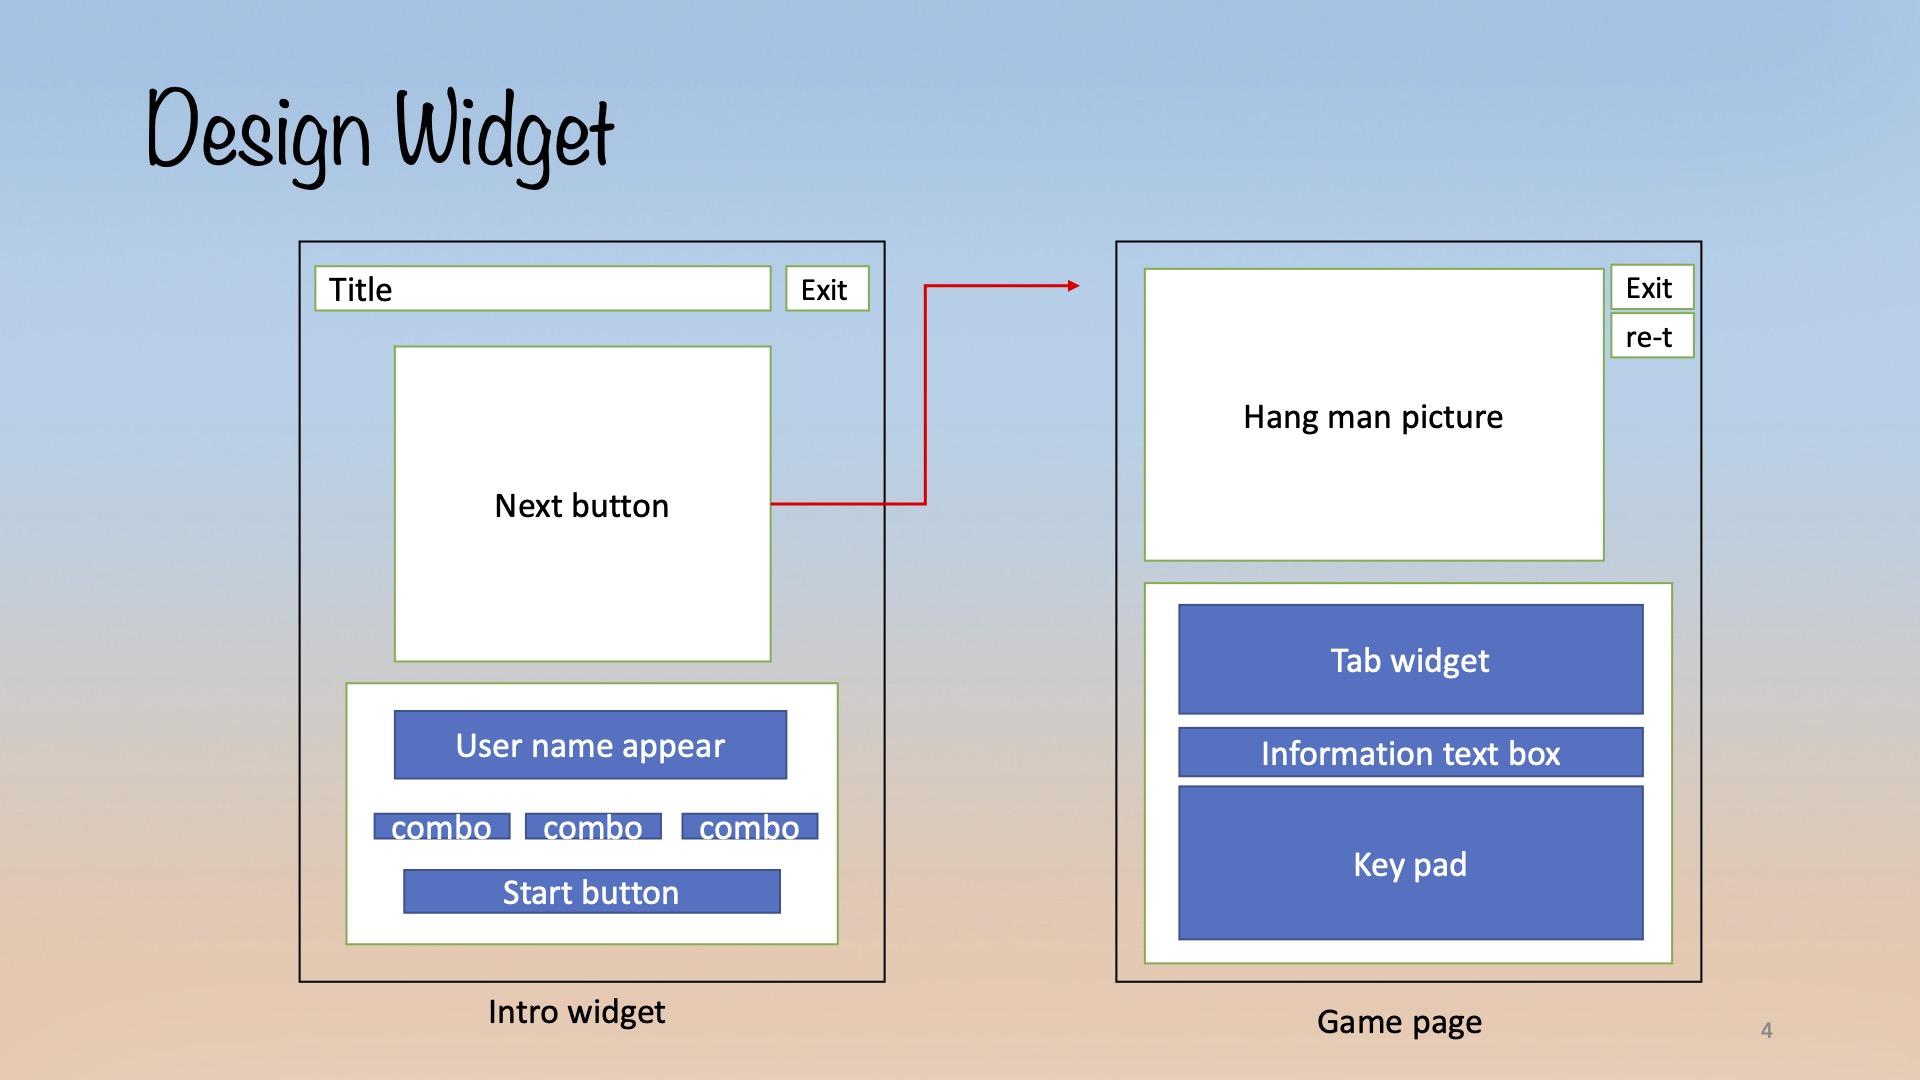 Design Widget
Title
Exit
Next button
User name appear
combo
combo
combo
Start button
Intro widget
Exit
re-t
Hang man picture
Tab widget
Information text box
Key pad
Game page
4